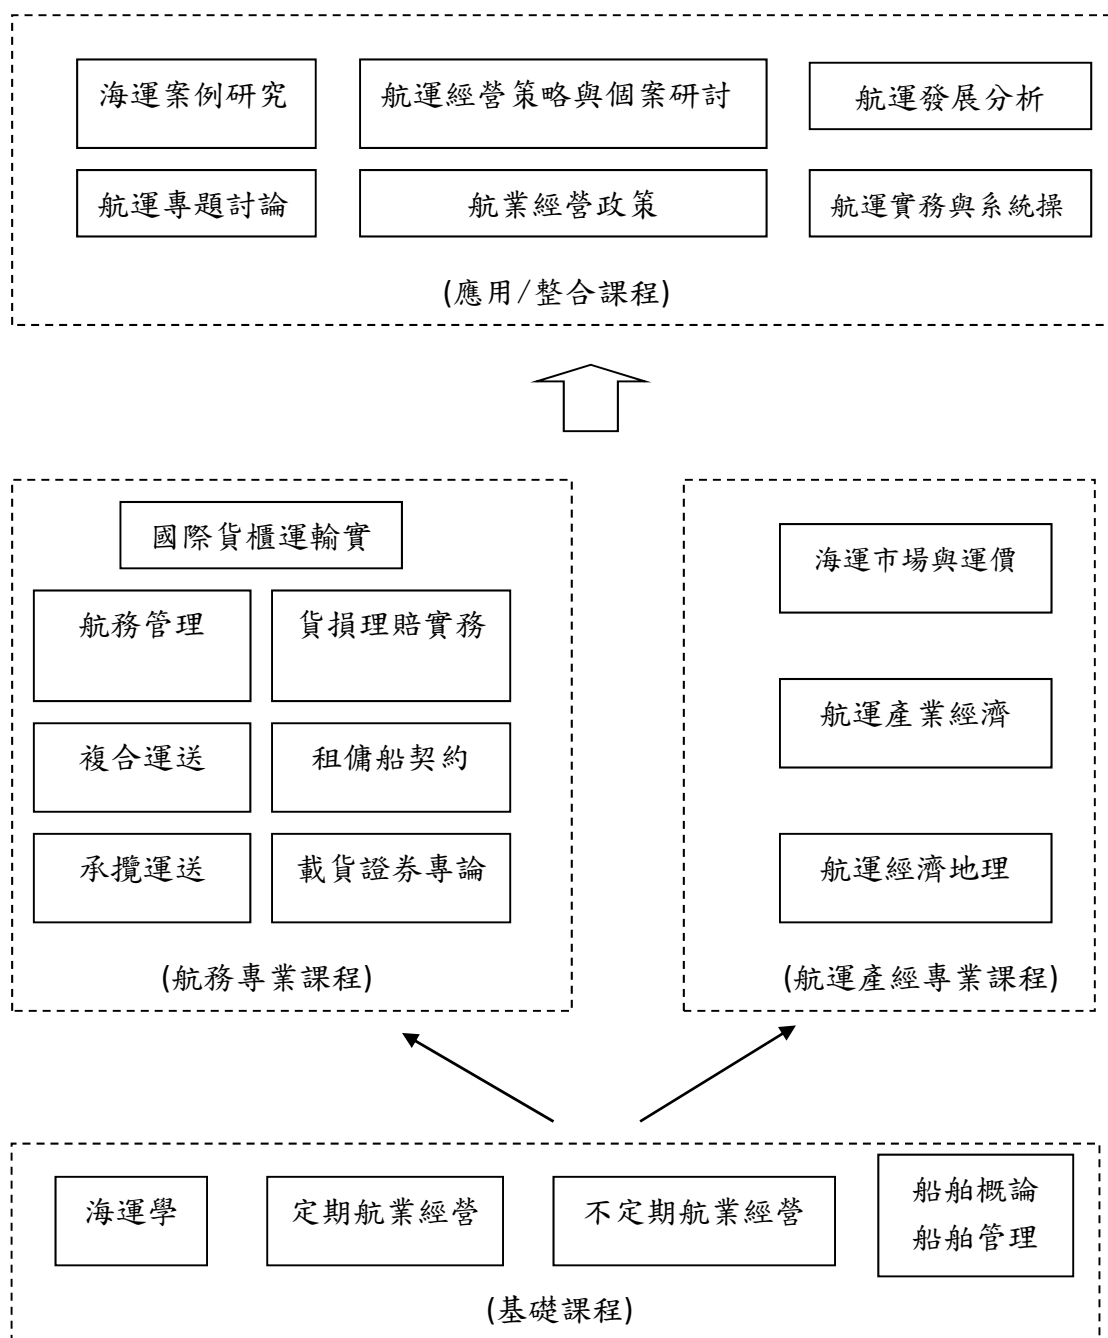 海運案例研究
航運經營策略與個案研討
航運發展分析
航運專題討論
航業經營政策
航運實務與系統操
(應用/整合課程)
國際貨櫃運輸實
航務管理
貨損理賠實務
複合運送
租傭船契約
承攬運送
載貨證券專論
(航務專業課程)
海運市場與運價
航運產業經濟
航運經濟地理
(航運產經專業課程)
海運學
定期航業經營
不定期航業經營
船舶概論
船舶管理
(基礎課程)